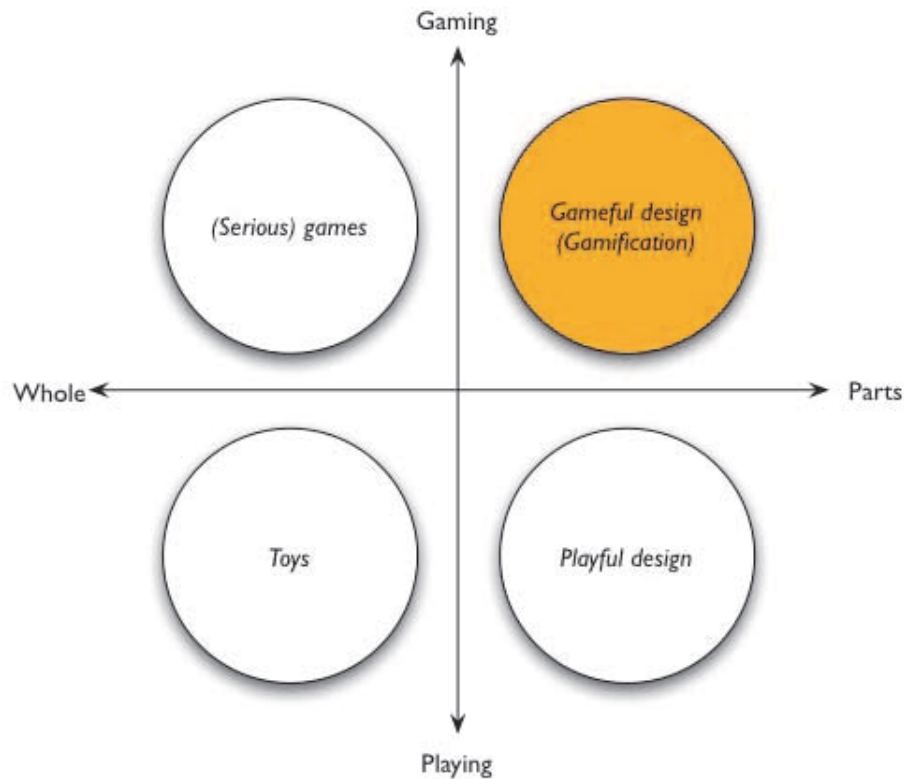 Gaming
(Serious) games
Gameful design
(Gamification)
Whole
Parts
Toys
Playful design
Playing